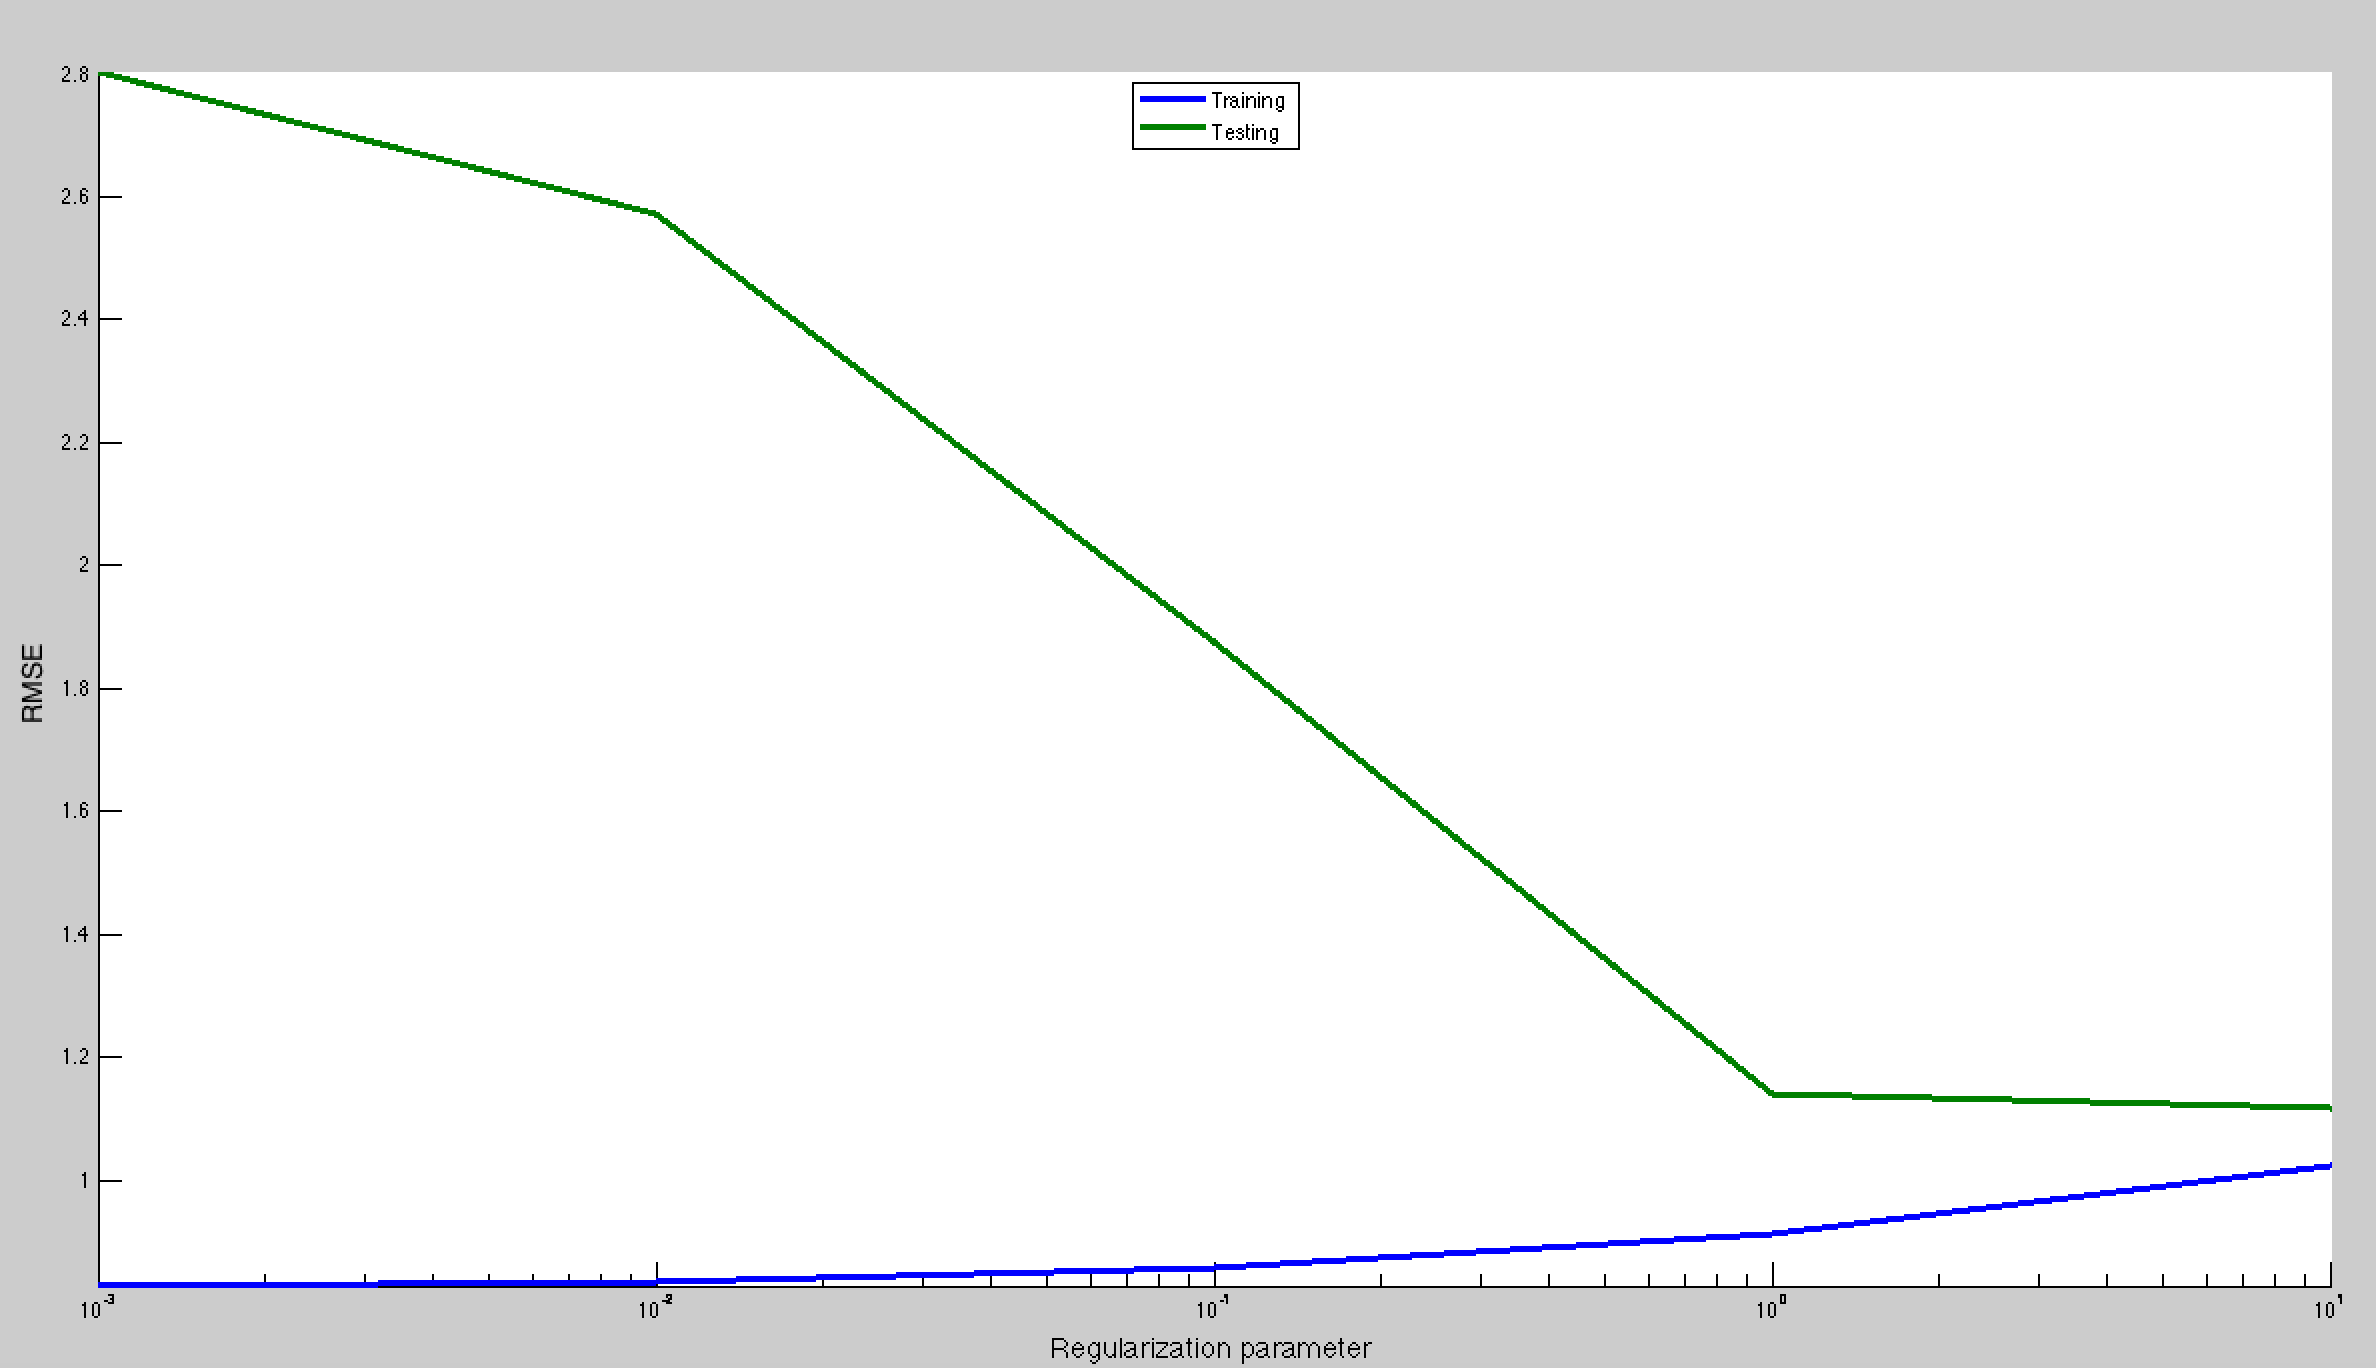 Training
Testing
2.8
2.6
2.4
2.2
2
1.8
1.6
1.4
1.2
1
RMSE
10⁻³ 10⁻² 10⁻¹ 10⁰ 10¹
Regularization parameter